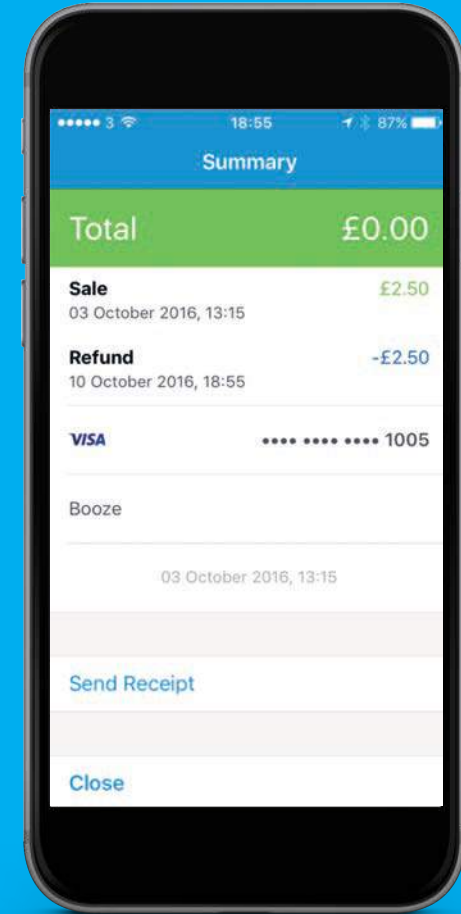 3 18:55 87%
Summary
Total £0.00
Sale £2.50
03 October 2016, 13:15
Refund -£2.50
10 October 2016, 18:55
VISA •••• •••• •••• 1005
Booze
03 October 2016, 13:15
Send Receipt
Close